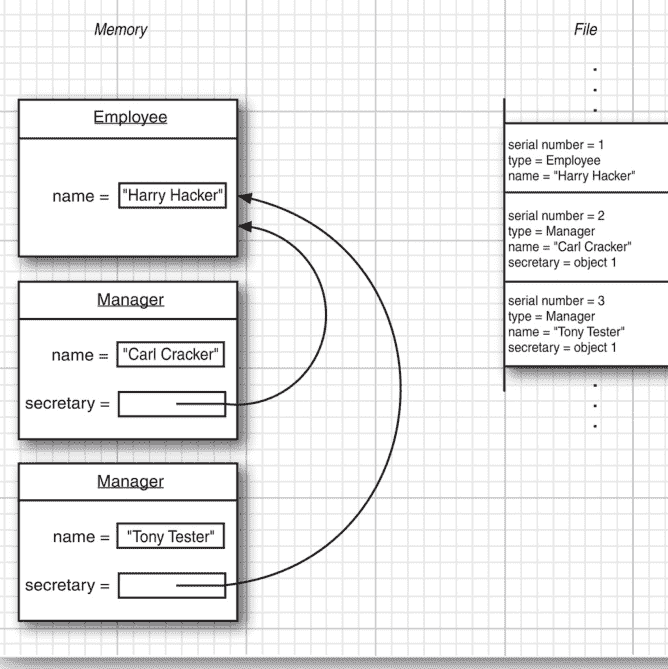 Memory
File
Employee
name = "Harry Hacker"
Manager
name = "Carl Cracker"
secretary =
Manager
name = "Tony Tester"
secretary =
serial number = 1
type = Employee
name = "Harry Hacker"
serial number = 2
type = Manager
name = "Carl Cracker"
secretary = object 1
serial number = 3
type = Manager
name = "Tony Tester"
secretary = object 1